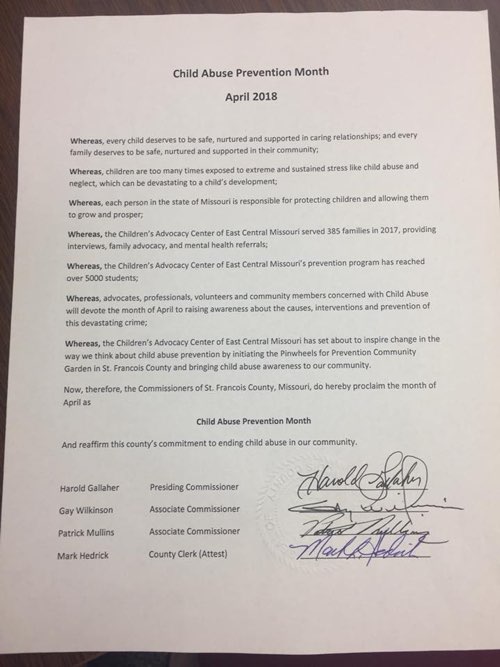 Child Abuse Prevention Month
April 2018
Whereas, every child deserves to be safe, nurtured and supported in caring relationships; and every
family deserves to be safe, nurtured and supported in their community;
Whereas, children are too many times exposed to extreme and sustained stress like child abuse and
neglect, which can be devastating to a child's development;
Whereas, each person in the state of Missouri is responsible for protecting children and allowing them
to grow and prosper;
Whereas, the Children's Advocacy Center of East Central Missouri served 385 families in 2017, providing
interviews, family advocacy, and mental health referrals;
Whereas, the Children's Advocacy Center of East Central Missouri's prevention program has reached
over 5000 students;
Whereas, advocates, professionals, volunteers and community members concerned with Child Abuse
will devote the month of April to raising awareness about the causes, interventions and prevention of
this devastating crime;
Whereas, the Children's Advocacy Center of East Central Missouri has set about to inspire change in the
way we think about child abuse prevention by initiating the Pinwheels for Prevention Community
Garden in St. Francois County and bringing child abuse awareness to our community.
Now, therefore, the Commissioners of St. Francois County, Missouri, do hereby proclaim the month of
April as
Child Abuse Prevention Month
And reaffirm this county's commitment to ending child abuse in our community.
Harold Gallaher Presiding Commissioner Harold Gallaher
Gay Wilkinson Associate Commissioner Gay Wilkinson
Patrick Mullins Associate Commissioner Patrick Mullins
Mark Hedrick County Clerk (Attest) Mark Hedrick